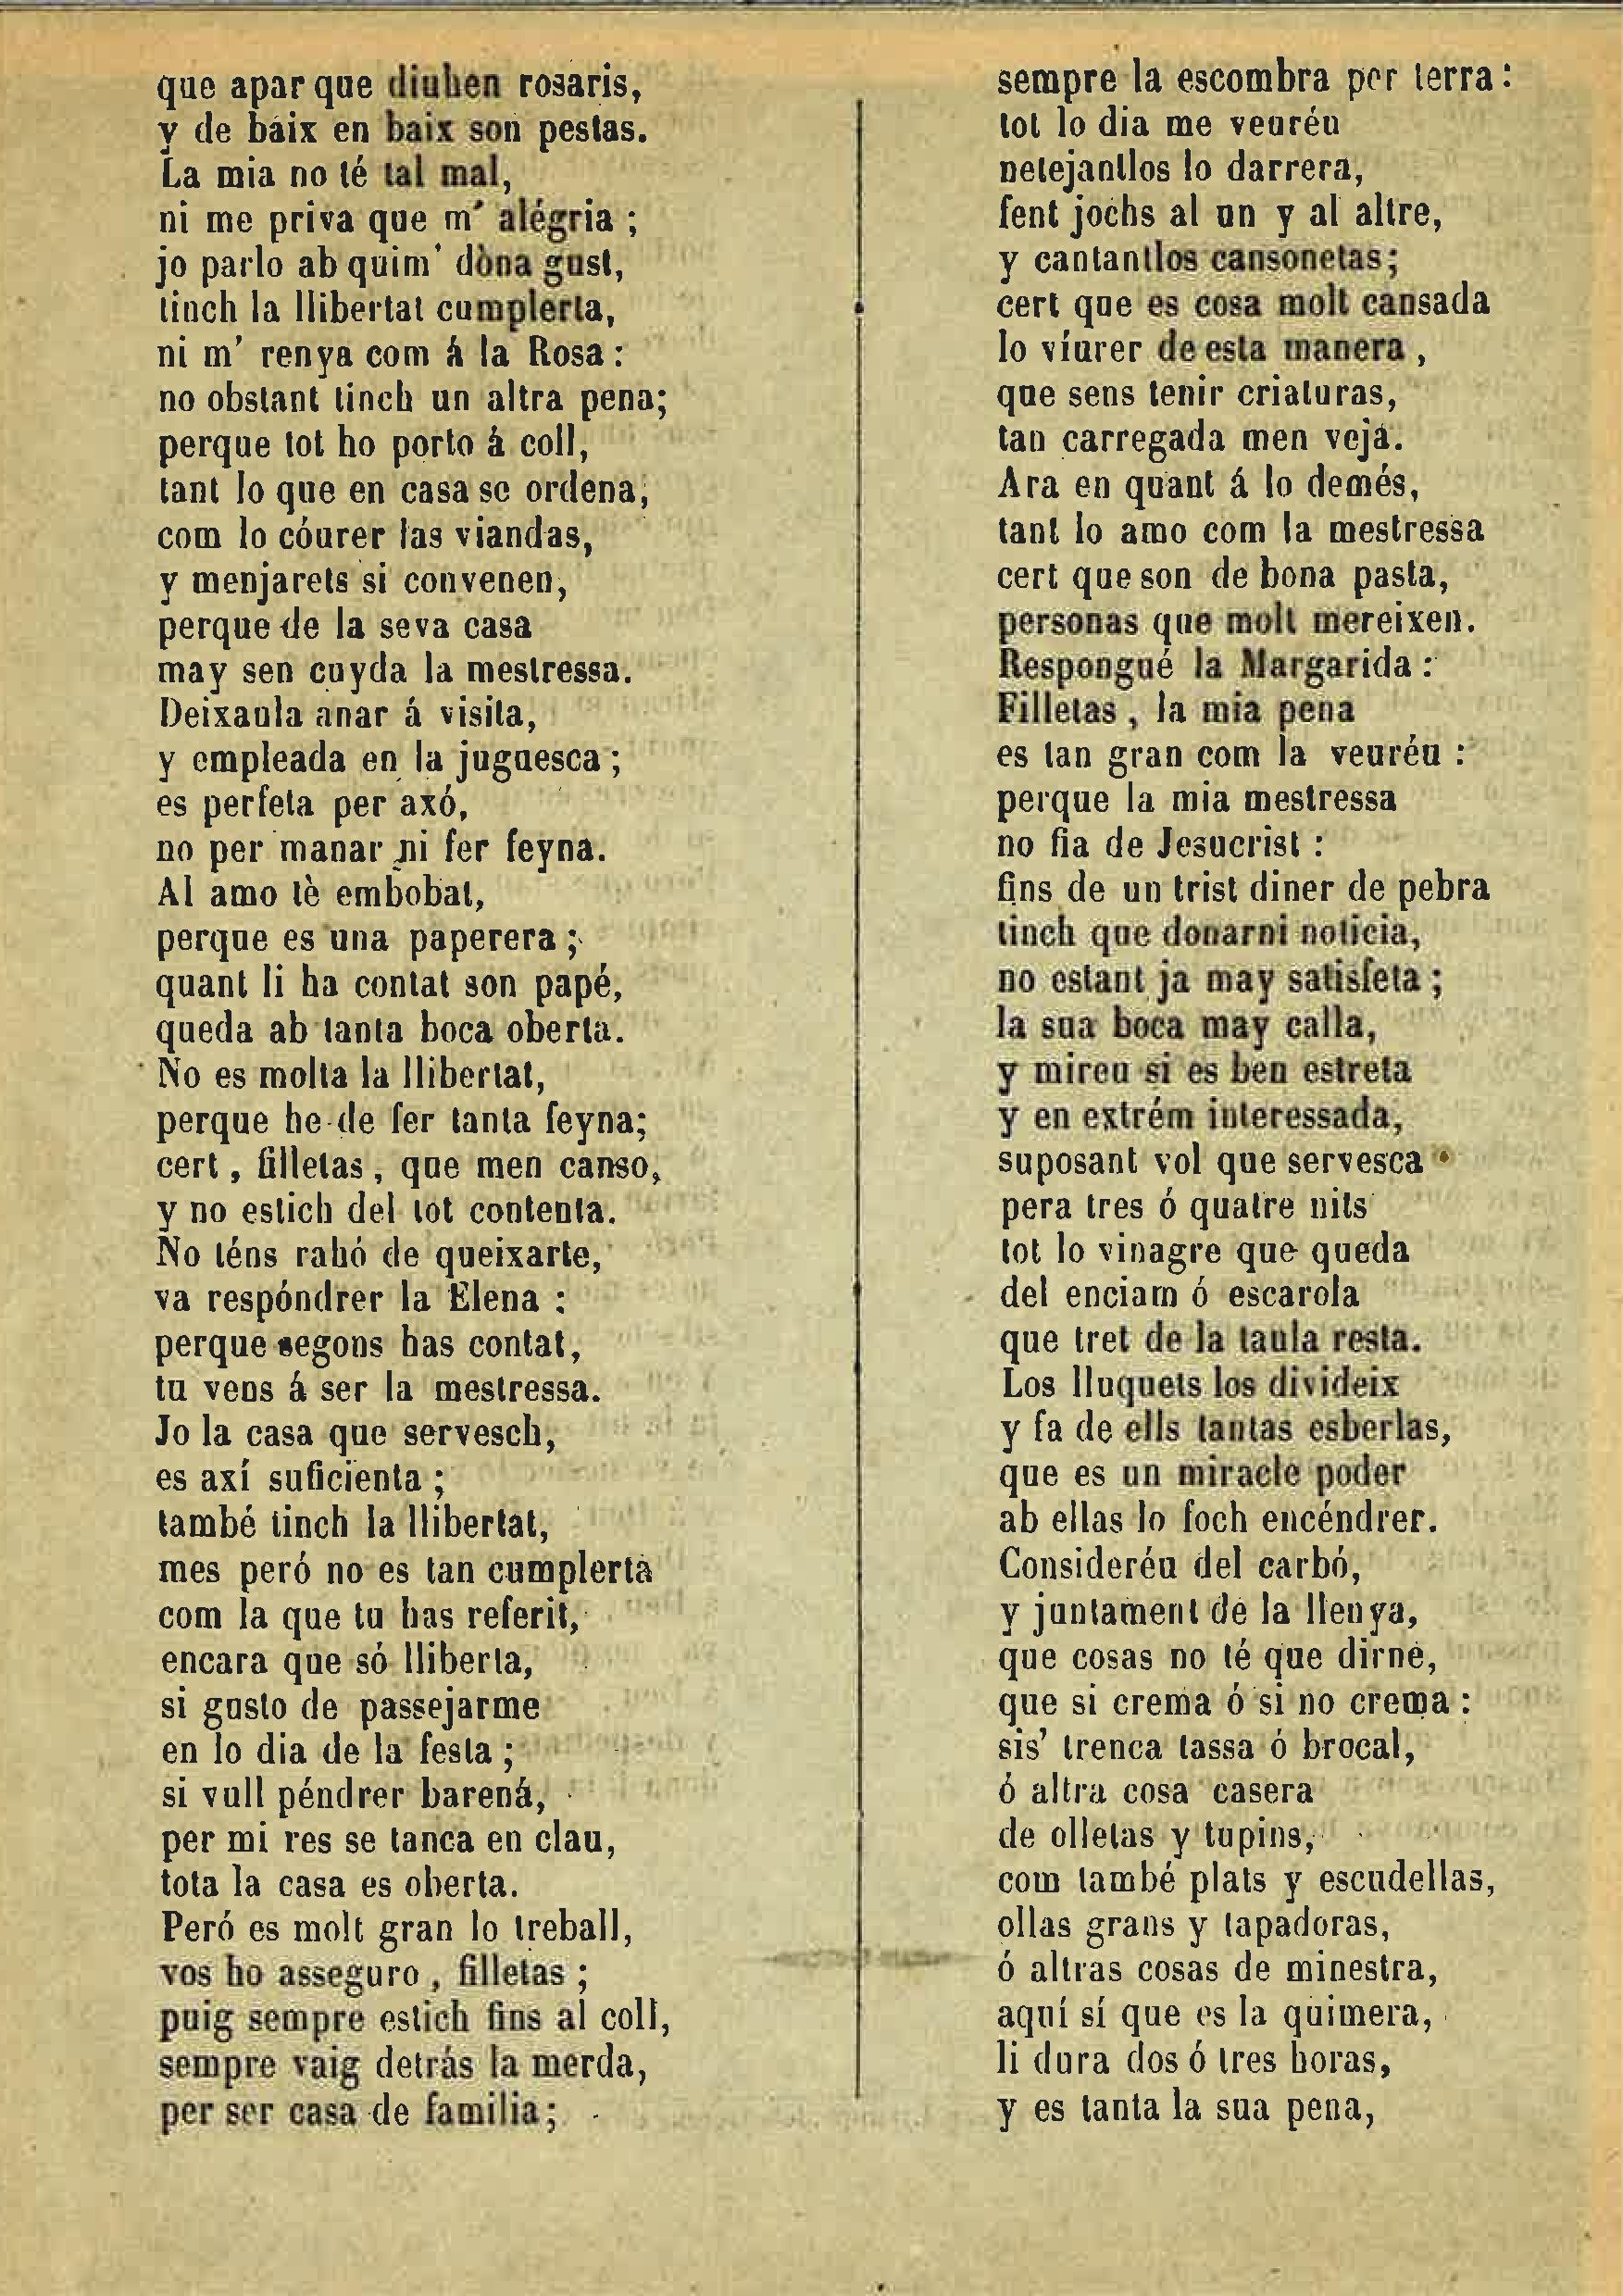 que apar que diuhen rosaris,
y de baix en baix son pestas.
La mia no té tal mal,
ni me priva que m' alégria ;
jo parlo ab quim' dòna gust,
tinch la llibertat cumplerta,
ni m' renya com á la Rosa :
no obstant tinch un altra pena;
perque tot ho porto á coll,
tant lo que en casa se ordena,
com lo cóurer las viandas,
y menjarets si convenen,
perque de la seva casa
may sen cuyda la mestressa.
Deixaula anar á visita,
y empleada en la juguesca ;
es perfeta per axó,
no per manar ni fer feyna.
Al amo tè embobat,
perque es una paperera ;
quant li ha contat son papé,
queda ab tanta boca oberta.
No es molta la llibertat,
perque he de fer tanta feyna;
cert , filletas , que men canso,
y no estich del tot contenta.
No téns rahó de queixarte,
va respóndrer la Elena :
perque segons has contat,
tu vens á ser la mestressa.
Jo la casa que servesch,
es axí suficienta ;
també tinch la llibertat,
mes peró no es tan cumplerta
com la que tu has referit,
encara que só lliberta,
si gusto de passejarme
en lo dia de la festa ;
si vull péndrer barená,
per mi res se tanca en clau,
tota la casa es oberta.
Peró es molt gran lo treball,
vos ho asseguro , filletas ;
puig sempre estich fins al coll,
sempre vaig detrás la merda,
per ser casa de familia;
sempre la escombra per terra :
tot lo dia me veuréu
netejantlos lo darrera,
fent jochs al un y al altre,
y cantantlos cansonetas;
cert que es cosa molt cansada
lo víurer de esta manera ,
que sens tenir criaturas,
tan carregada men vejá.
Ara en quant á lo demés,
tant lo amo com la mestressa
cert que son de bona pasta,
personas que molt mereixen.
Respongué la Margarida :
Filletas , la mia pena
es tan gran com la veuréu :
perque la mia mestressa
no fia de Jesucrist :
fins de un trist diner de pebra
tinch que donarni noticia,
no estant ja may satisfeta ;
la sua boca may calla,
y mireu si es ben estreta
y en extrém interessada,
suposant vol que servesca
pera tres ó quatre nits
tot lo vinagre que queda
del enciam ó escarola
que tret de la taula resta.
Los lluquets los divideix
y fa de ells tantas esberlas,
que es un miracle poder
ab ellas lo foch encéndrer.
Consideréu del carbó,
y juntament de la llenya,
que cosas no té que dirne,
que si crema ó si no crema :
sis' trenca tassa ó brocal,
ó altra cosa casera
de olletas y tupins,
com també plats y escudellas,
ollas grans y tapadoras,
ó altras cosas de minestra,
aquí sí que es la quimera,
li dura dos ó tres horas,
y es tanta la sua pena,